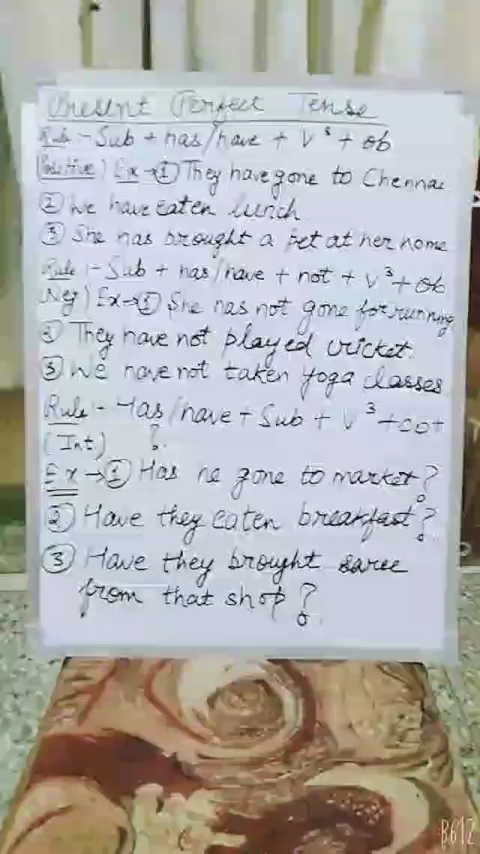 Present Perfect Tense
Rule :- Sub + has/have + V³ + ob
(Positive) Ex → ① They have gone to Chennai
② We have eaten lunch
③ She has brought a pet at her home
Rule :- Sub + has/have + not + V³ + ob
Neg) Ex → ① She has not gone for running
② They have not played cricket.
③ We have not taken yoga classes
Rule :- Has/have + Sub + V³ + ob +
(Int) ?
Ex → ① Has he gone to market?
② Have they eaten breakfast?
③ Have they brought saree
from that shop?
B612